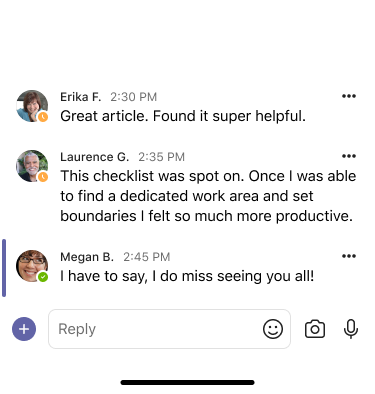 Erika F. 2:30 PM
Great article. Found it super helpful.
Laurence G. 2:35 PM
This checklist was spot on. Once I was able
to find a dedicated work area and set
boundaries I felt so much more productive.
Megan B. 2:45 PM
I have to say, I do miss seeing you all!
Reply